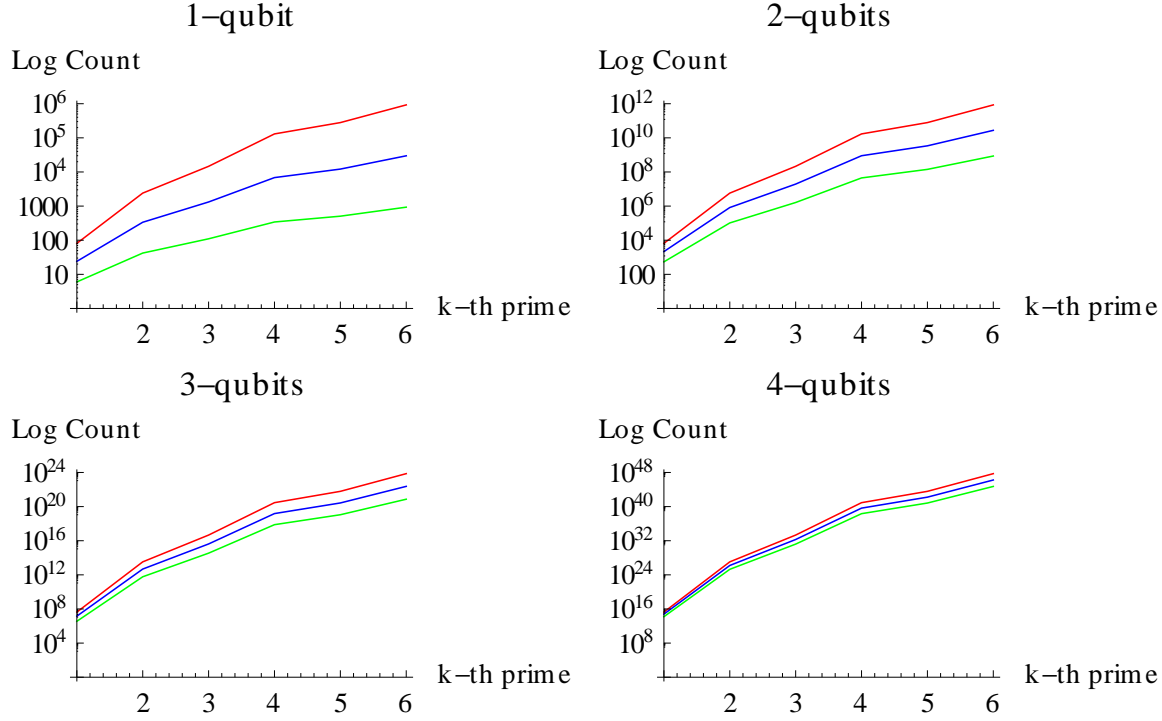 1–qubit
Log Count
10^6
10^5
10^4
1000
100
10
k–th prime
2 3 4 5 6
2–qubits
Log Count
10^12
10^10
10^8
10^6
10^4
100
k–th prime
2 3 4 5 6
3–qubits
Log Count
10^24
10^20
10^16
10^12
10^8
10^4
k–th prime
2 3 4 5 6
4–qubits
Log Count
10^48
10^40
10^32
10^24
10^16
10^8
k–th prime
2 3 4 5 6